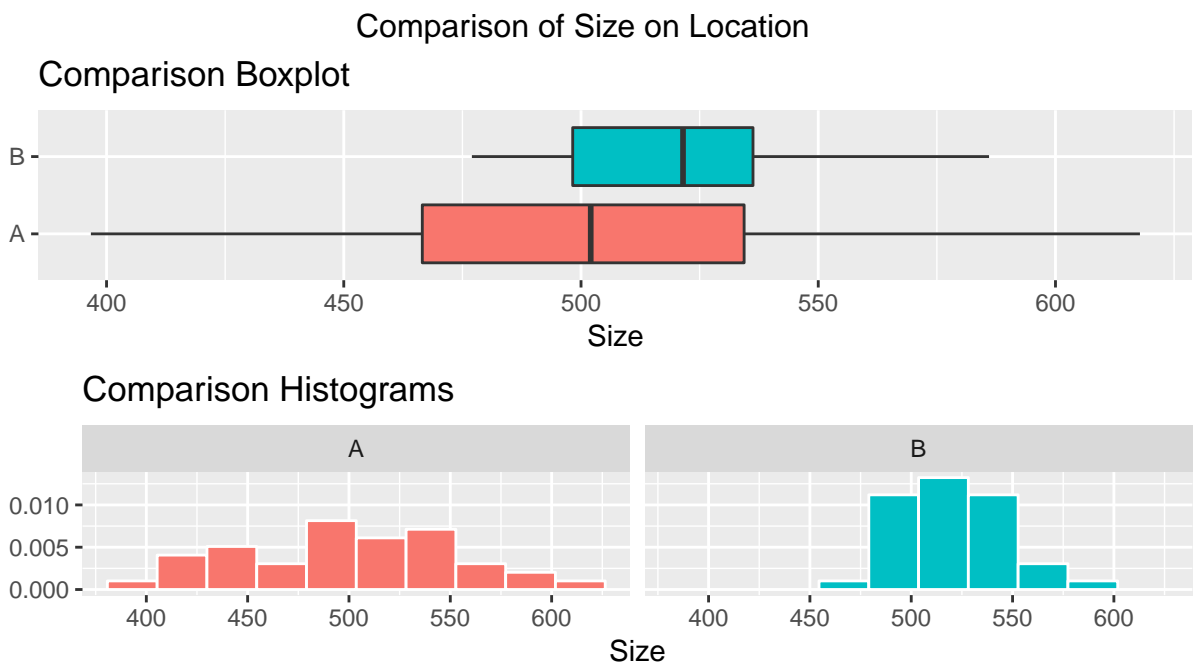 Comparison of Size on Location
Comparison Boxplot
B
A
400 450 500 550 600
Size
Comparison Histograms
A B
0.010
0.005
0.000
400 450 500 550 600 400 450 500 550 600
Size